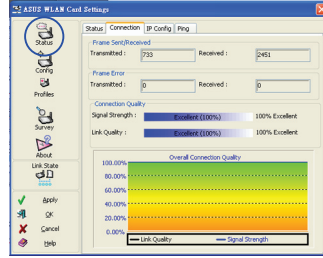 ASUS WLAN Card Settings
Status Connection IP Config Ping
Status
Config
Profiles
Survey
About
Link State
Apply
OK
Cancel
Help
Frame Sent/Received
Transmitted : 733 Received : 2451
Frame Error
Transmitted : 0 Received : 0
Connection Quality
Signal Strength : Excellent (100%) 100% Excellent
Link Quality : Excellent (100%) 100% Excellent
Overall Connection Quality
100.00%
80.00%
60.00%
40.00%
20.00%
0.00%
Link Quality Signal Strength